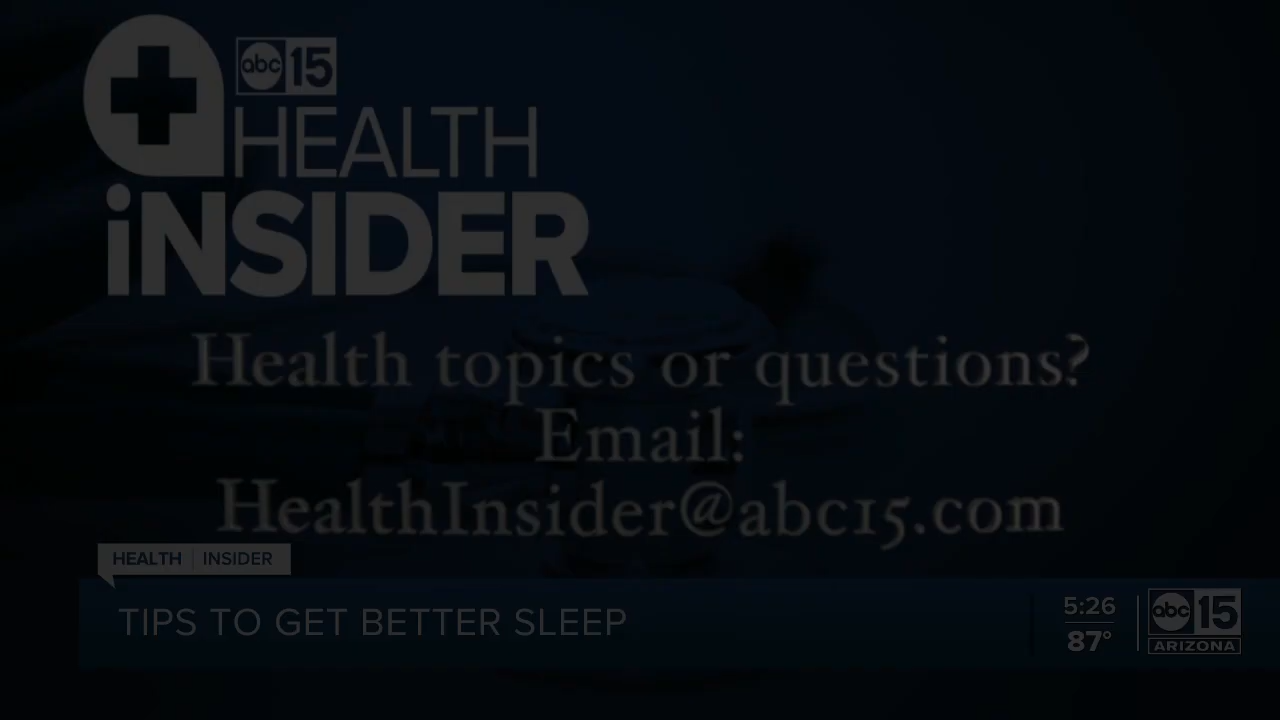 abc 15
HEALTH
iNSIDER
Health topics or questions?
Email:
HealthInsider@abc15.com
HEALTH | INSIDER
TIPS TO GET BETTER SLEEP
5:26
87°
abc 15
ARIZONA